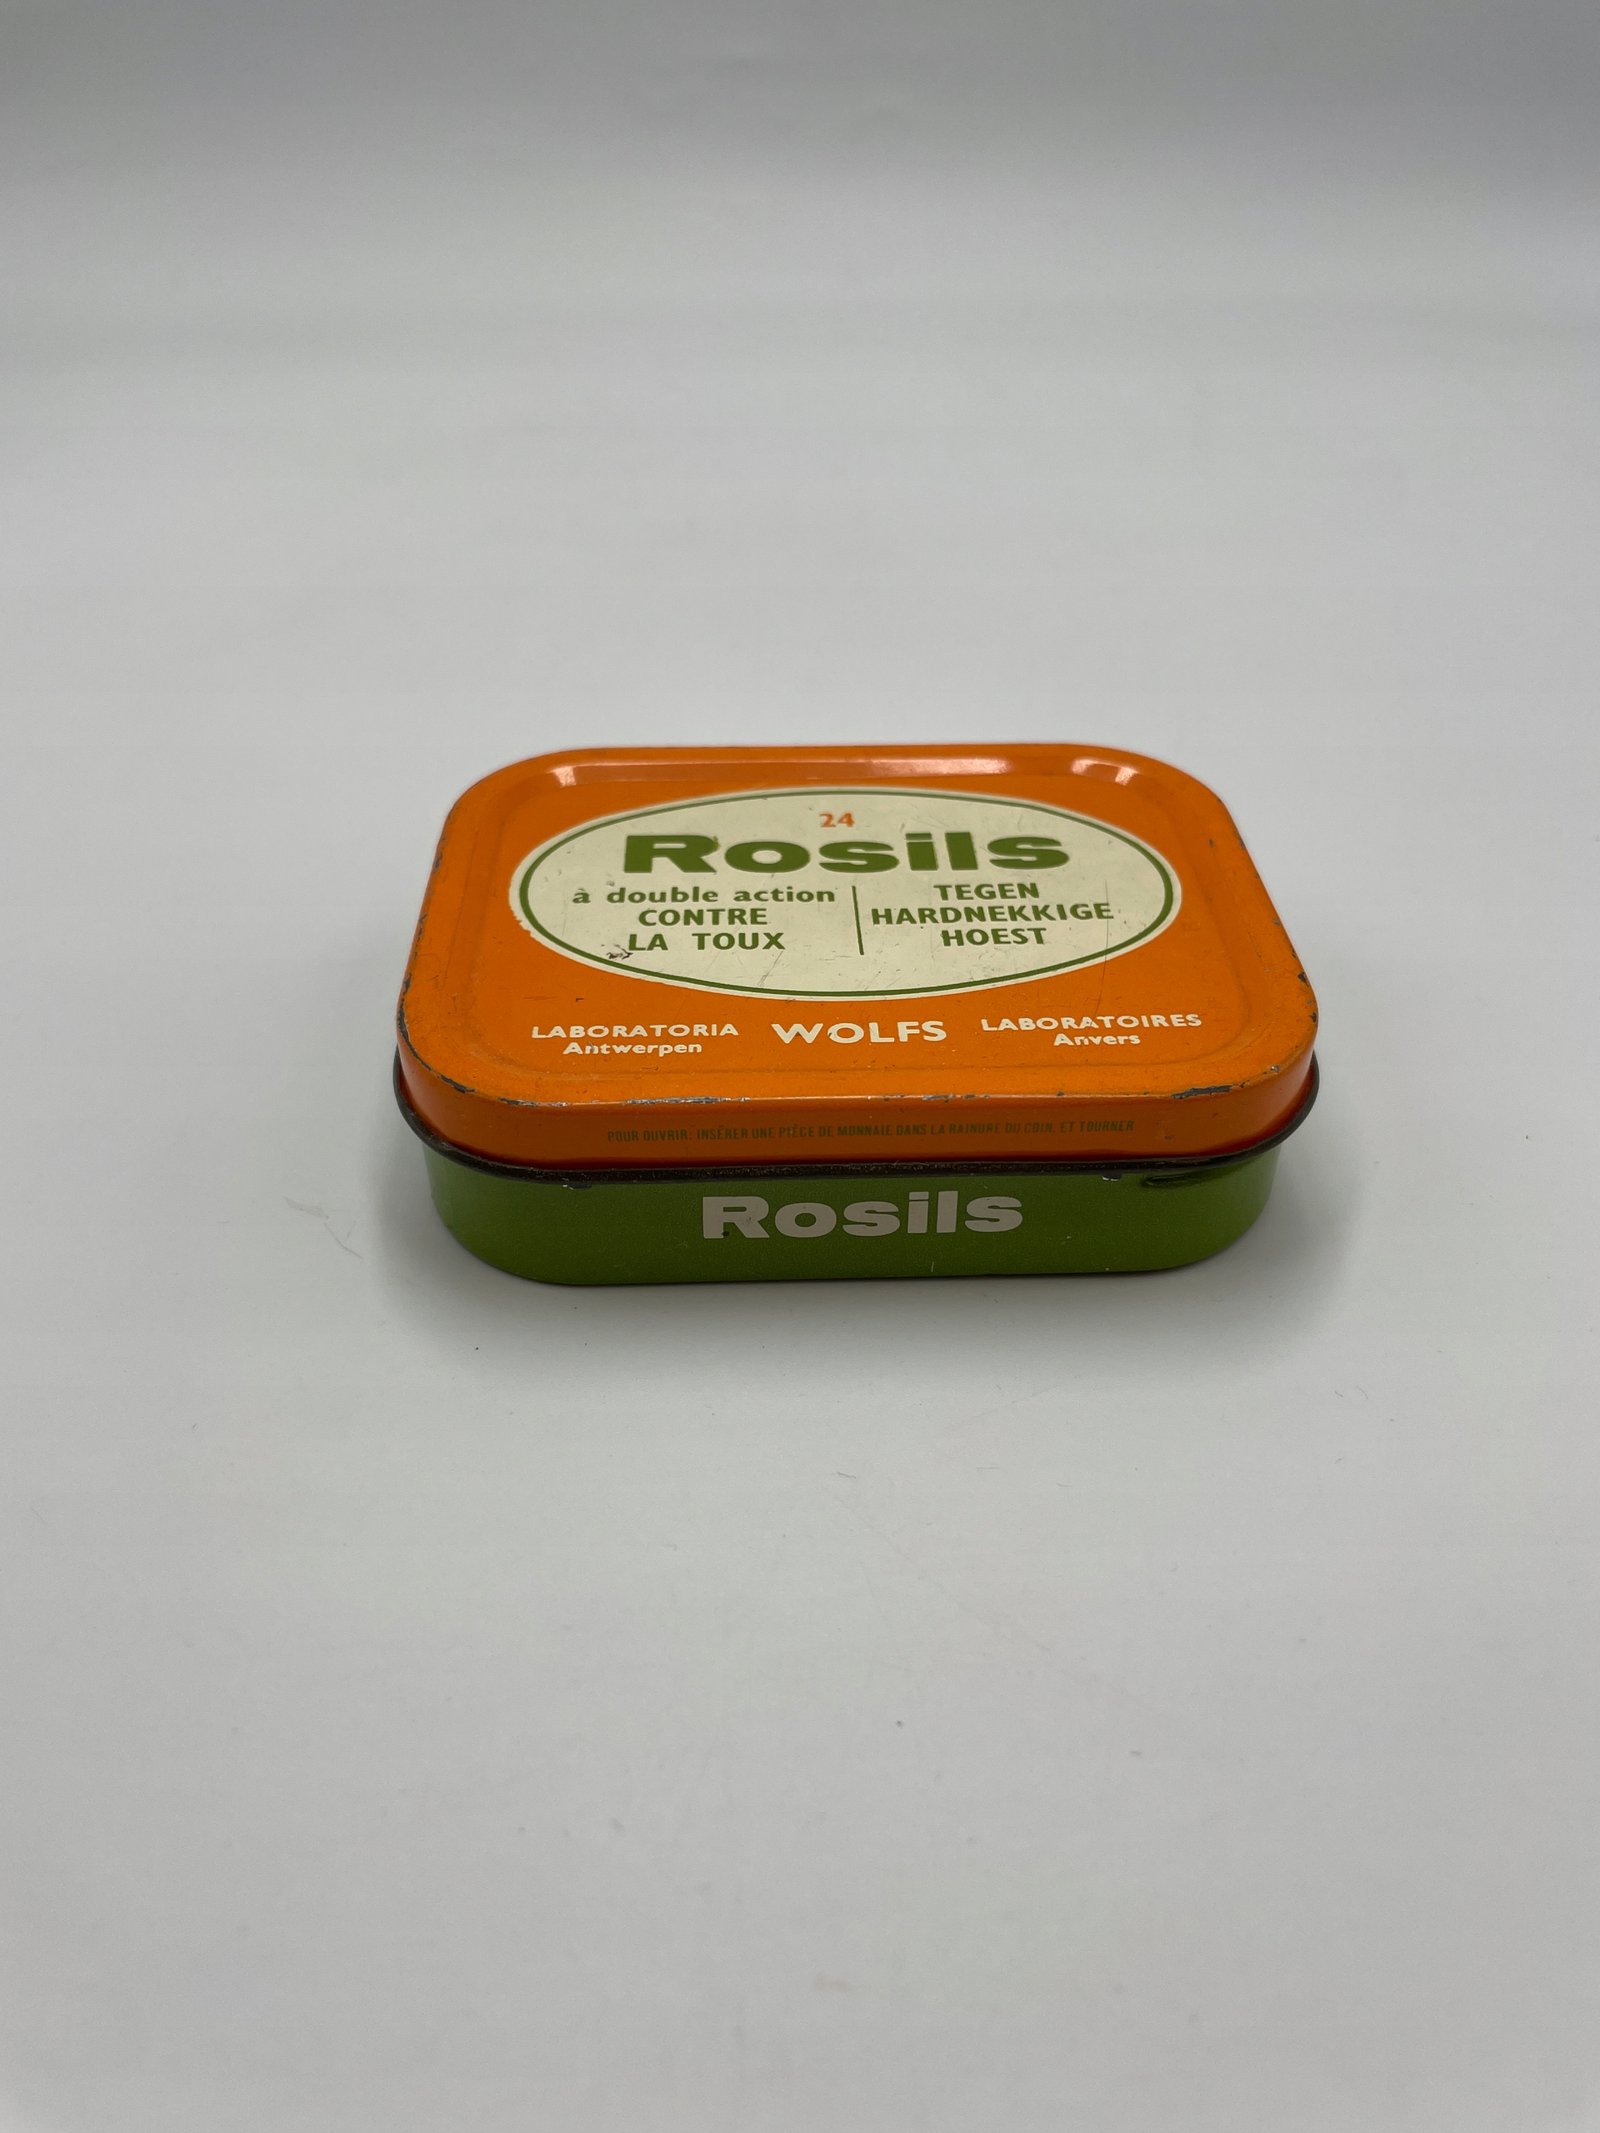 24
Rosils
à double action
CONTRE
LA TOUX
TEGEN
HARDNEKKIGE
HOEST
LABORATORIA
Antwerpen
WOLFS
LABORATOIRES
Anvers
POUR OUVRIR: INSÉRER UNE PIÈCE DE MONNAIE DANS LA RAINURE DU COIN, ET TOURNER
Rosils